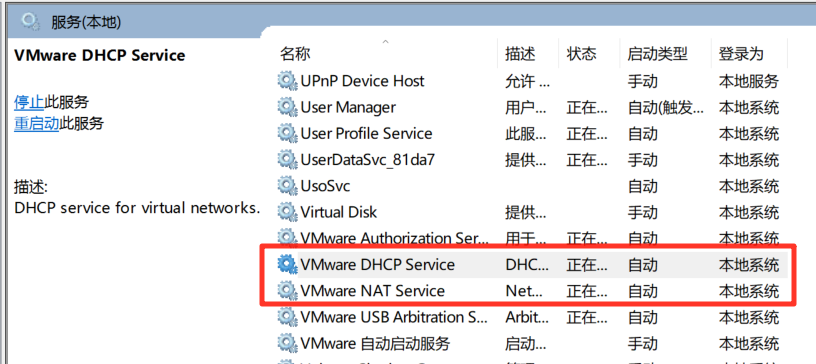 服务(本地)
VMware DHCP Service
停止此服务
重启动此服务
描述:
DHCP service for virtual networks.
名称 描述 状态 启动类型 登录为
UPnP Device Host 允许 ... 手动 本地服务
User Manager 用户... 正在... 自动(触发... 本地系统
User Profile Service 此服... 正在... 自动 本地系统
UserDataSvc_81da7 提供... 正在... 手动 本地系统
UsoSvc 自动 本地系统
Virtual Disk 提供... 手动 本地系统
VMware Authorization Ser... 用于... 正在... 自动 本地系统
VMware DHCP Service DHC... 正在... 自动 本地系统
VMware NAT Service Net... 正在... 自动 本地系统
VMware USB Arbitration S... Arbit... 正在... 自动 本地系统
VMware 自动启动服务 启动... 手动 本地系统